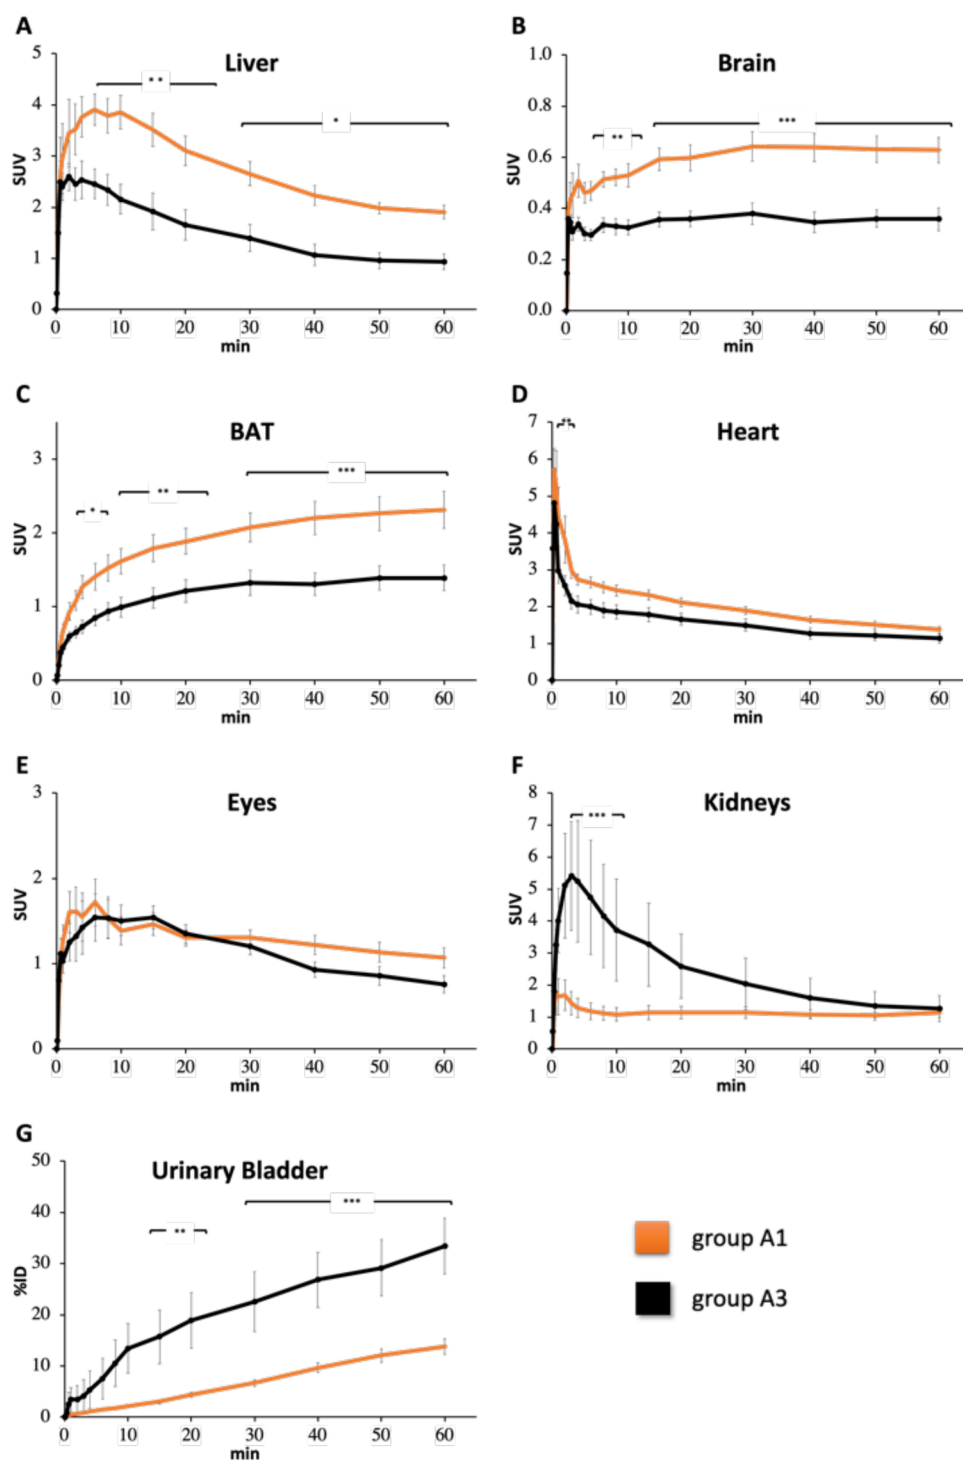 A
Liver
5
4
3
2
1
0
SUV
**
*
0 10 20 30 40 50 60
min
B
Brain
1.0
0.8
0.6
0.4
0.2
0.0
SUV
**
***
0 10 20 30 40 50 60
min
C
BAT
3
2
1
0
SUV
*
**
***
0 10 20 30 40 50 60
min
D
Heart
7
6
5
4
3
2
1
0
SUV
**
0 10 20 30 40 50 60
min
E
Eyes
3
2
1
0
SUV
0 10 20 30 40 50 60
min
F
Kidneys
8
7
6
5
4
3
2
1
0
SUV
***
0 10 20 30 40 50 60
min
G
Urinary Bladder
50
40
30
20
10
0
%ID
**
***
0 10 20 30 40 50 60
min
group A1
group A3